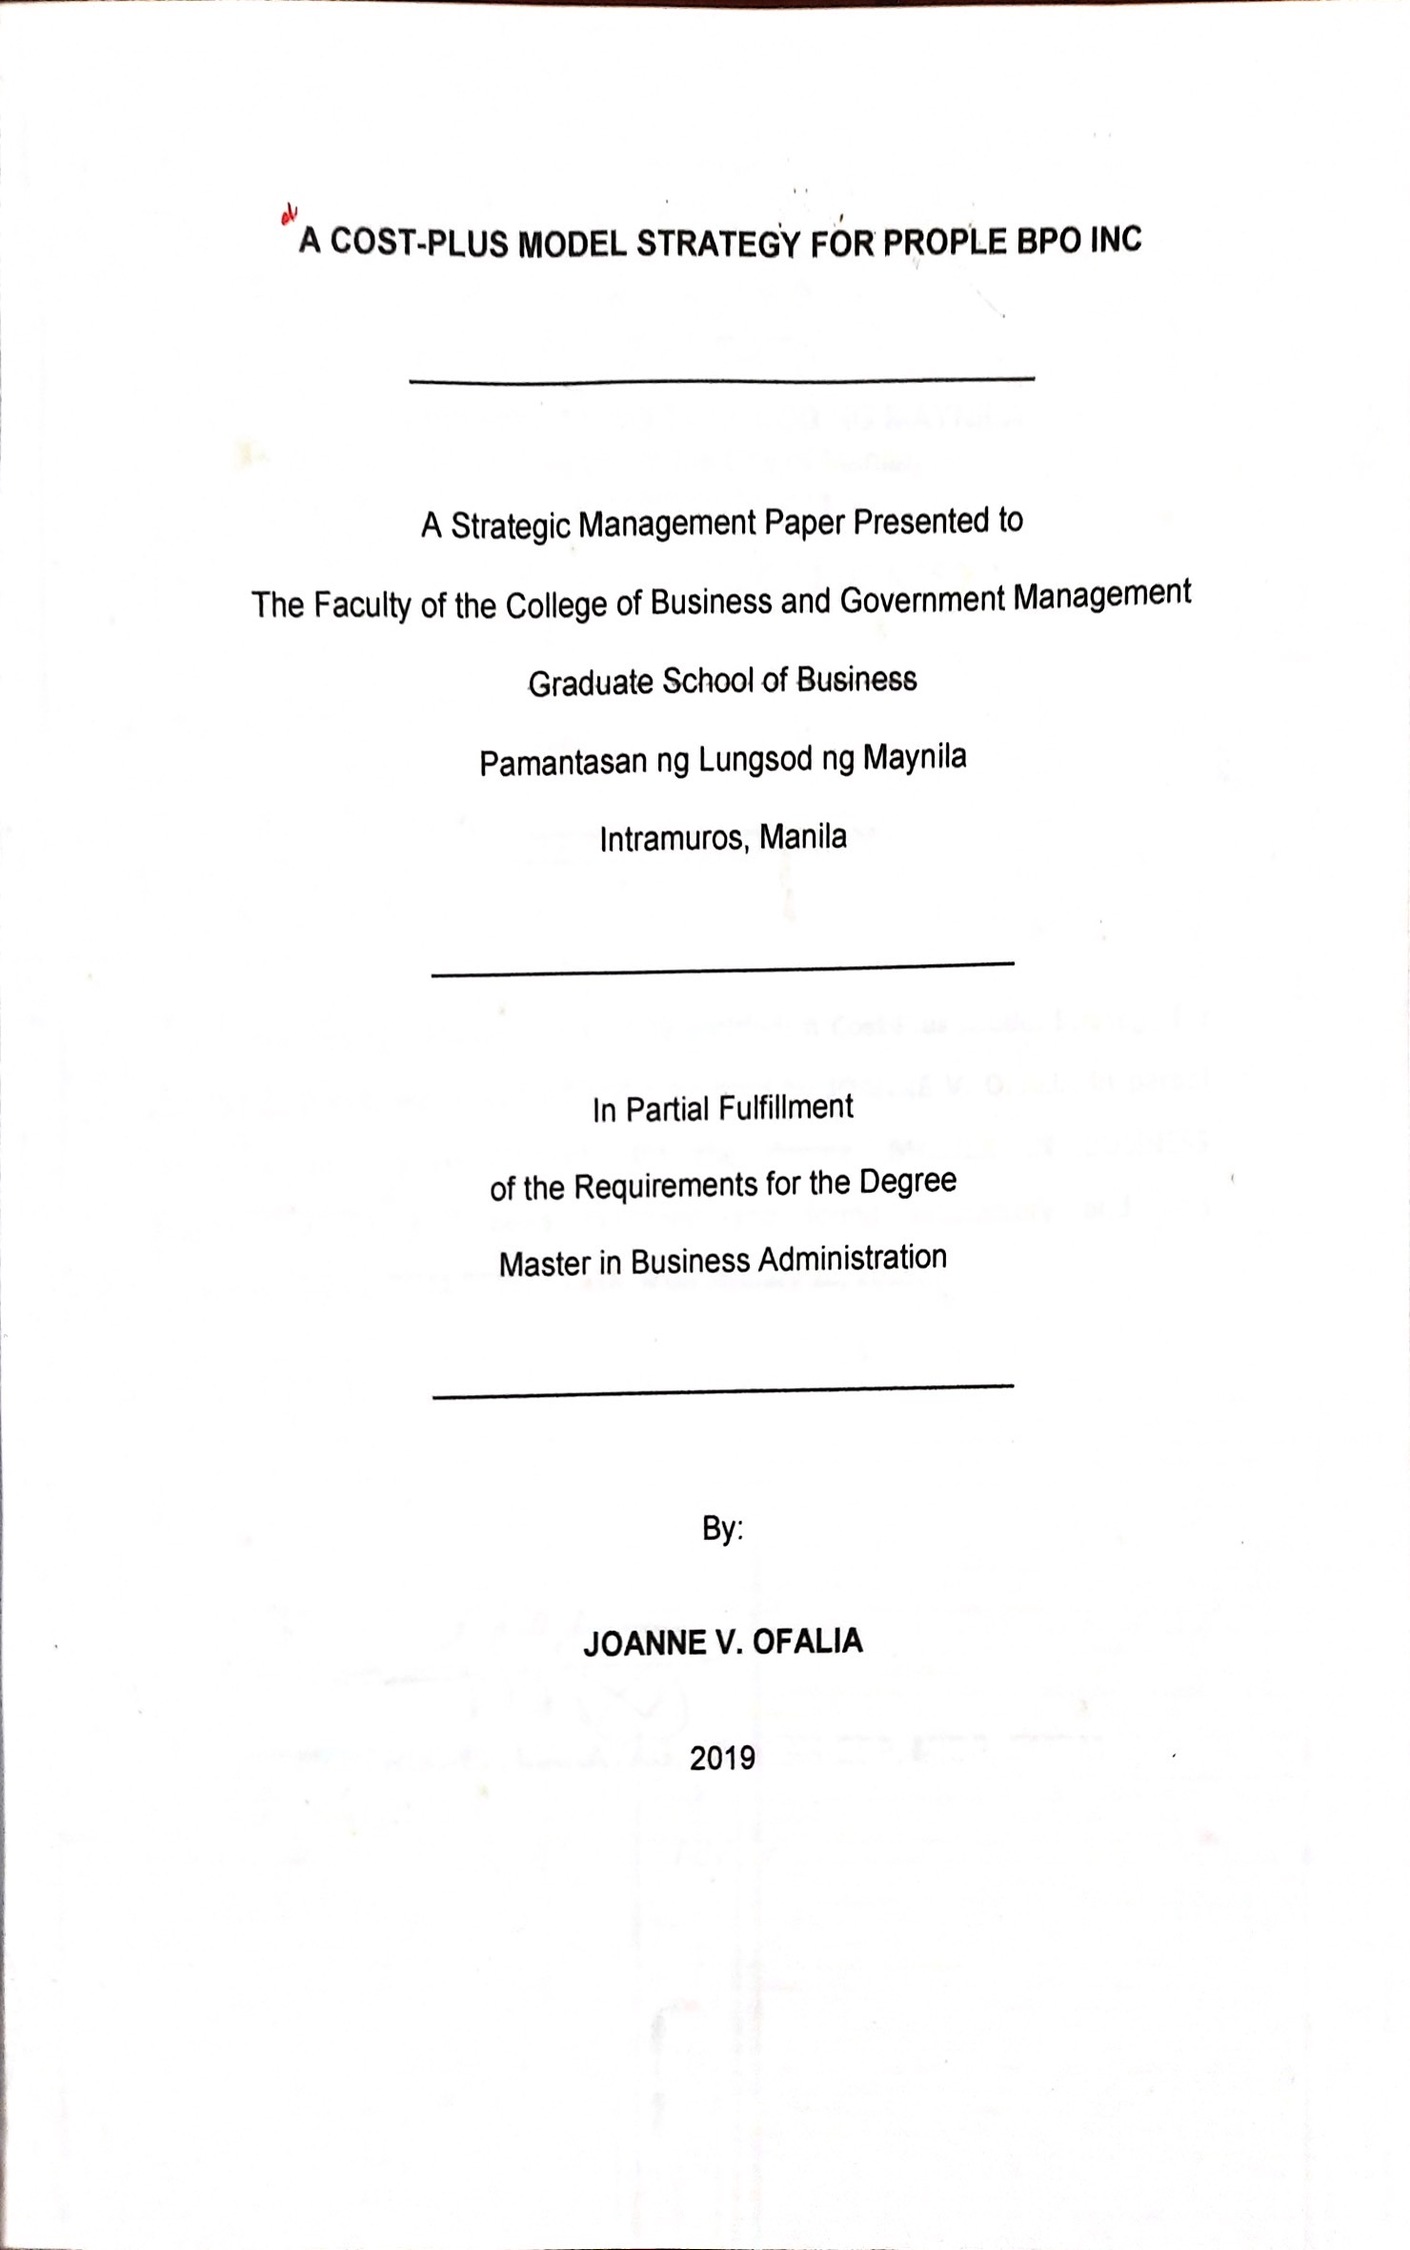 A COST-PLUS MODEL STRATEGY FOR PROPLE BPO INC
A Strategic Management Paper Presented to
The Faculty of the College of Business and Government Management
Graduate School of Business
Pamantasan ng Lungsod ng Maynila
Intramuros, Manila
In Partial Fulfillment
of the Requirements for the Degree
Master in Business Administration
By:
JOANNE V. OFALIA
2019